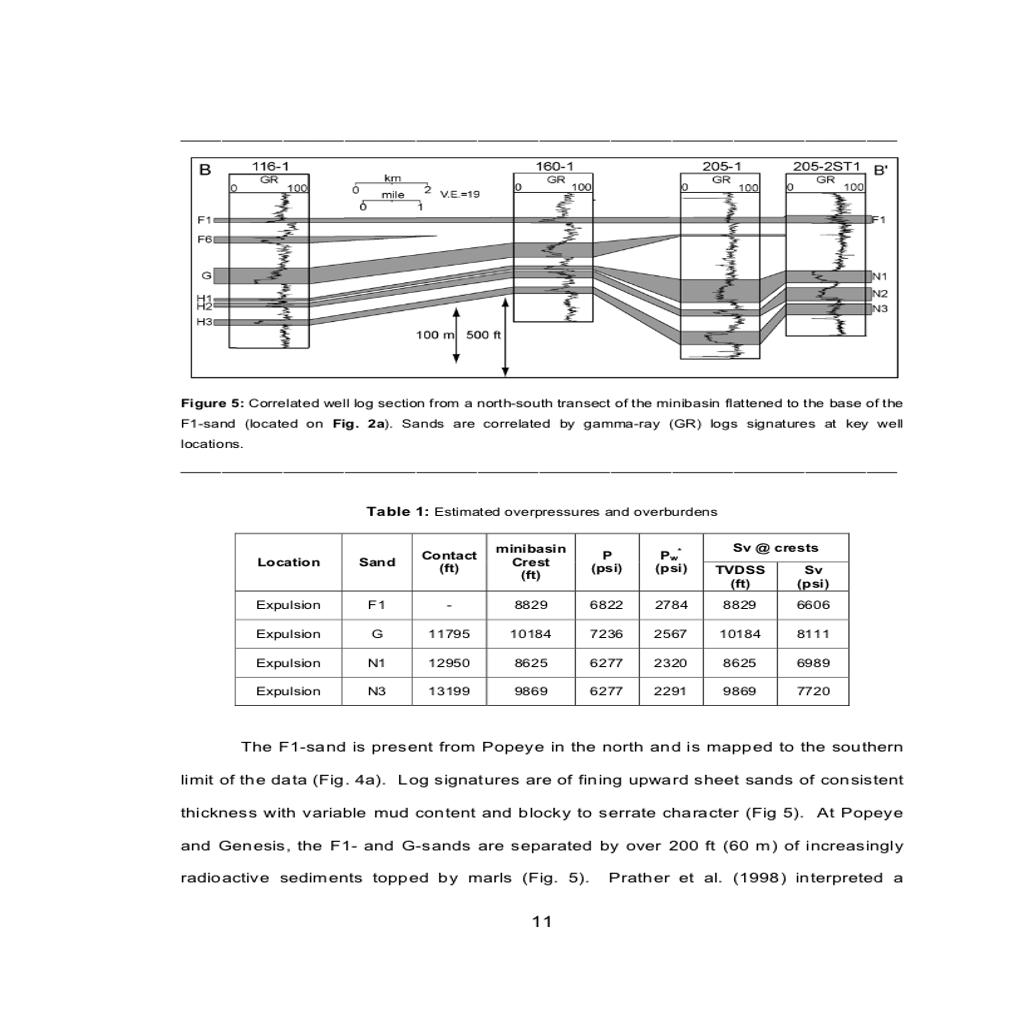 B 116-1 160-1 205-1 205-2ST1 B'
GR GR GR GR
0 100 0 100 0 100 0 100
km
0 2
mile V.E.=19
0 1
F1 F1
F6
G N1
H1 N2
H2
H3 N3
100 m 500 ft
Figure 5: Correlated well log section from a north-south transect of the minibasin flattened to the base of the
F1-sand (located on Fig. 2a). Sands are correlated by gamma-ray (GR) logs signatures at key well
locations.
Table 1: Estimated overpressures and overburdens
Location Sand Contact (ft) minibasin Crest (ft) P (psi) Pw* (psi) Sv @ crests
TVDSS (ft) Sv (psi)
Expulsion F1 - 8829 6822 2784 8829 6606
Expulsion G 11795 10184 7236 2567 10184 8111
Expulsion N1 12950 8625 6277 2320 8625 6989
Expulsion N3 13199 9869 6277 2291 9869 7720
The F1-sand is present from Popeye in the north and is mapped to the southern
limit of the data (Fig. 4a). Log signatures are of fining upward sheet sands of consistent
thickness with variable mud content and blocky to serrate character (Fig 5). At Popeye
and Genesis, the F1- and G-sands are separated by over 200 ft (60 m) of increasingly
radioactive sediments topped by marls (Fig. 5). Prather et al. (1998) interpreted a
11